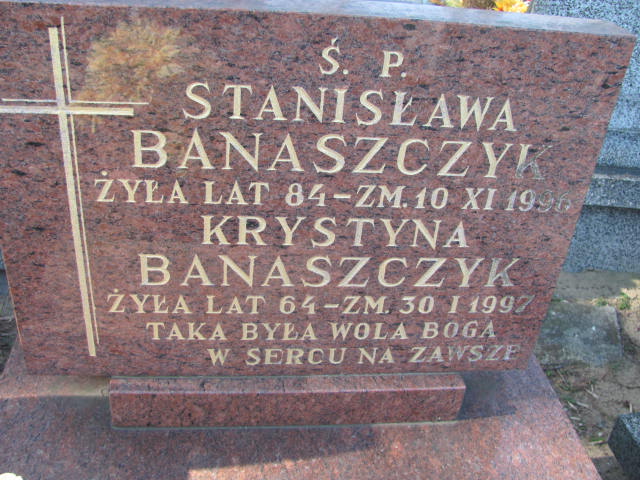 Ś. P.
STANISŁAWA
BANASZCZYK
ŻYŁA LAT 84-ZM. 10 XI 1996
KRYSTYNA
BANASZCZYK
ŻYŁA LAT 64-ZM. 30 I 1997
TAKA BYŁA WOLA BOGA
W SERCU NA ZAWSZE